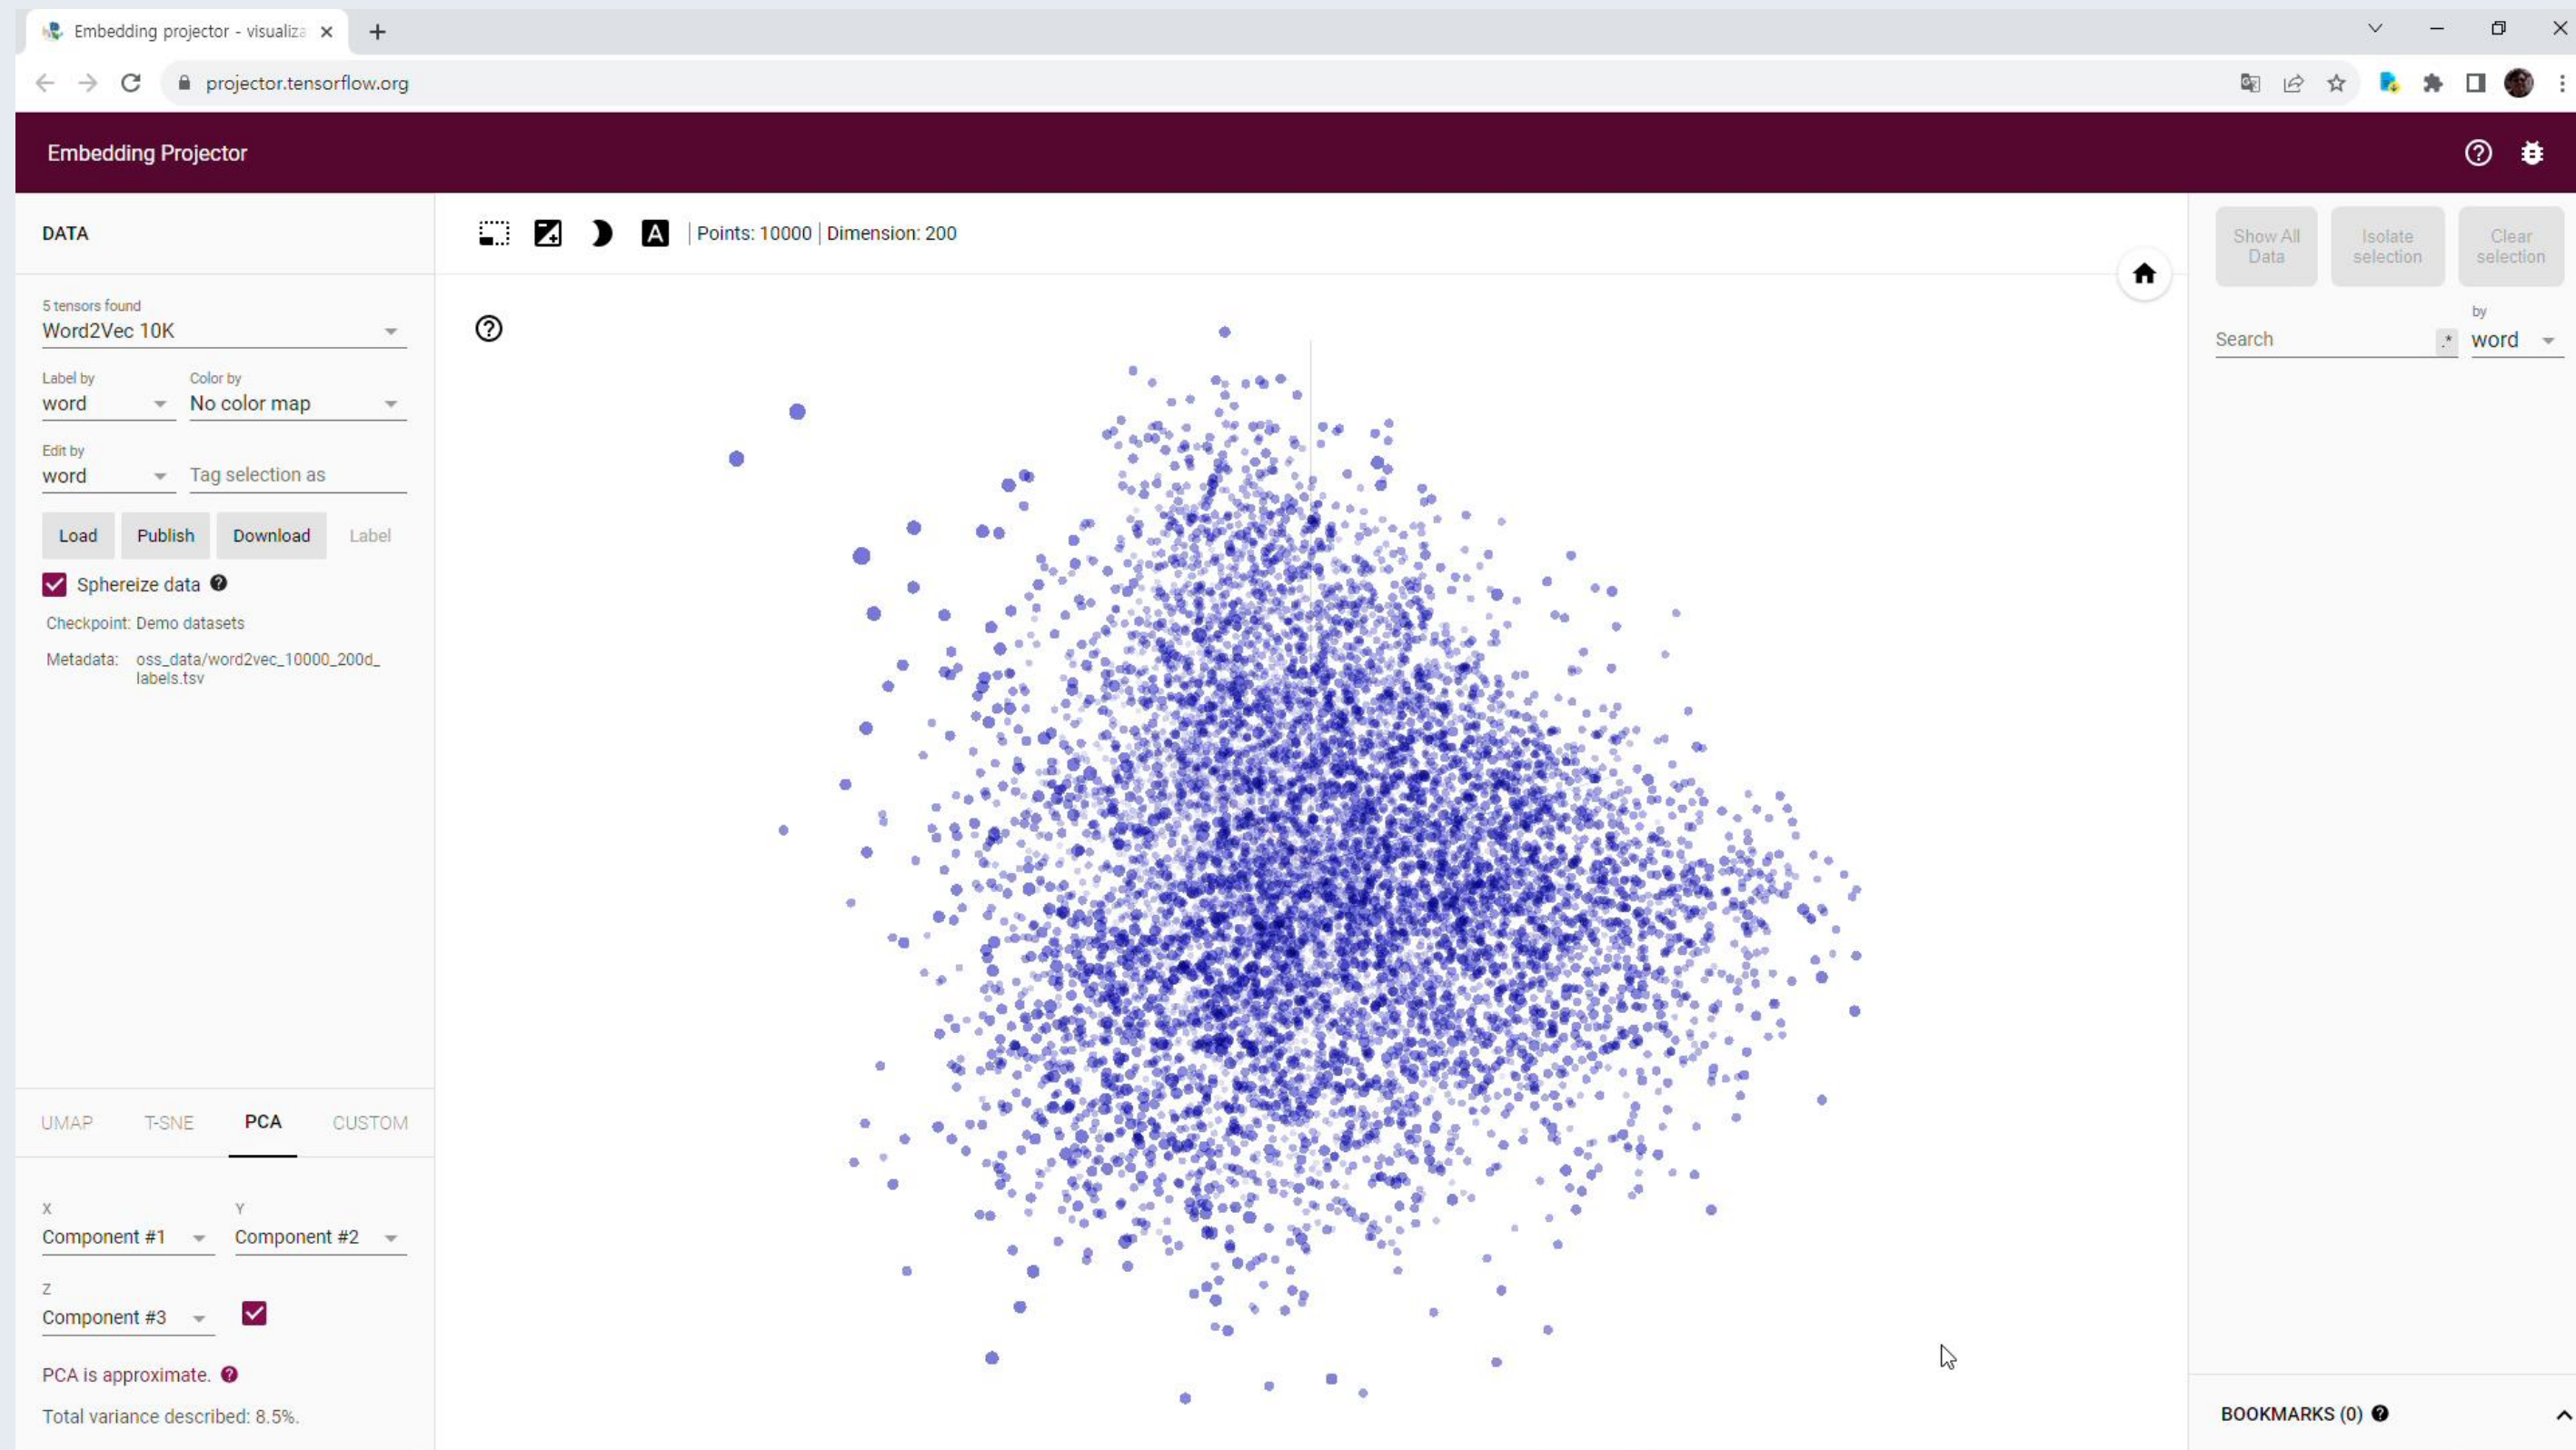 Embedding projector - visualiza
projector.tensorflow.org
Embedding Projector
DATA
Points: 10000 Dimension: 200
5 tensors found
Word2Vec 10K
Label by Color by
word No color map
Edit by
word Tag selection as
Load Publish Download Label
Sphereize data
Checkpoint: Demo datasets
Metadata: oss_data/word2vec_10000_200d_
labels.tsv
UMAP T-SNE PCA CUSTOM
X Y
Component #1 Component #2
Z
Component #3
PCA is approximate.
Total variance described: 8.5%.
Show All Data
Isolate selection
Clear selection
by
Search .* word
BOOKMARKS (0)